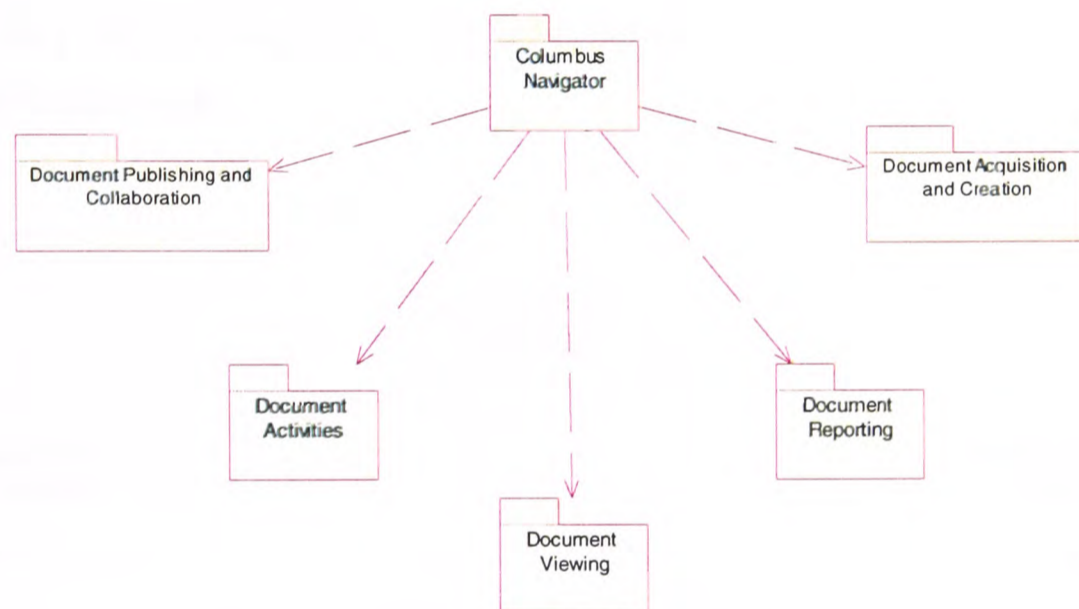 Columbus
Navigator
Document Publishing and
Collaboration
Document Acquisition
and Creation
Document
Activities
Document
Reporting
Document
Viewing